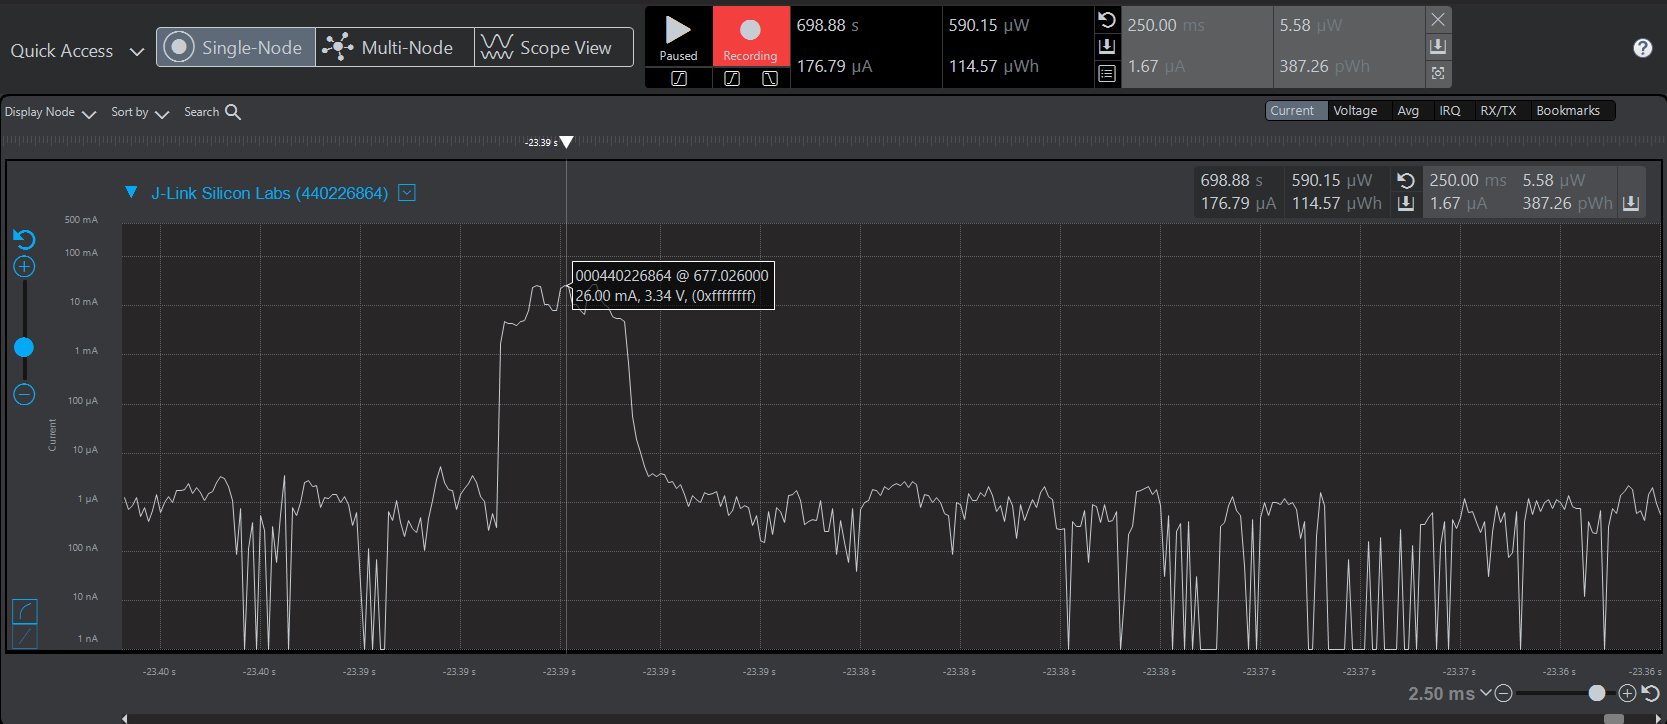 Quick Access
Single-Node
Multi-Node
Scope View
Paused
Recording
698.88 s
176.79 µA
590.15 µW
114.57 µWh
250.00 ms
1.67 µA
5.58 µW
387.26 pWh
Display Node
Sort by
Search
Current
Voltage
Avg
IRQ
RX/TX
Bookmarks
-23.39 s
J-Link Silicon Labs (440226864)
698.88 s 590.15 µW 250.00 ms 5.58 µW
176.79 µA 114.57 µWh 1.67 µA 387.26 pWh
500 mA
100 mA
10 mA
1 mA
100 µA
10 µA
1 µA
100 nA
10 nA
1 nA
Current
000440226864 @ 677.026000
26.00 mA, 3.34 V, (0xffffffff)
-23.40 s -23.40 s -23.39 s -23.39 s -23.39 s -23.39 s -23.39 s -23.38 s -23.38 s -23.38 s -23.38 s -23.37 s -23.37 s -23.37 s -23.36 s -23.36 s
2.50 ms